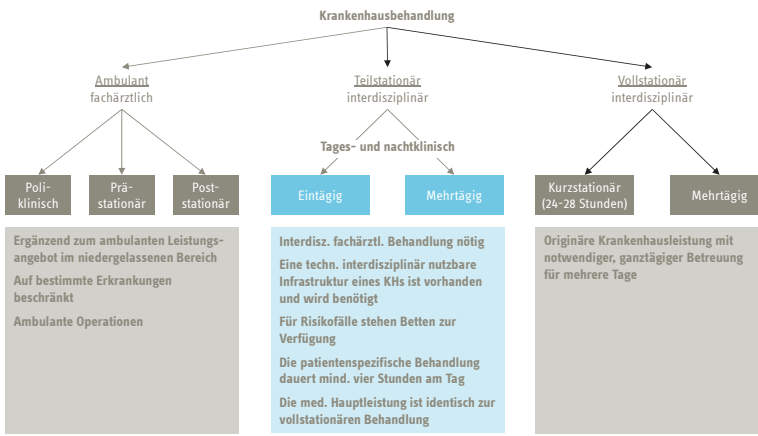 Krankenhausbehandlung
Ambulant
fachärztlich
Teilstationär
interdisziplinär
Vollstationär
interdisziplinär
Tages- und nachtklinisch
Poli-
klinisch
Prä-
stationär
Post-
stationär
Eintägig
Mehrtägig
Kurzstationär
(24-28 Stunden)
Mehrtägig
Ergänzend zum ambulanten Leistungs-
angebot im niedergelassenen Bereich
Auf bestimmte Erkrankungen
beschränkt
Ambulante Operationen
Interdisz. fachärztl. Behandlung nötig
Eine techn. interdisziplinär nutzbare
Infrastruktur eines KHs ist vorhanden
und wird benötigt
Für Risikofälle stehen Betten zur
Verfügung
Die patientenspezifische Behandlung
dauert mind. vier Stunden am Tag
Die med. Hauptleistung ist identisch zur
vollstationären Behandlung
Originäre Krankenhausleistung mit
notwendiger, ganztägiger Betreuung
für mehrere Tage